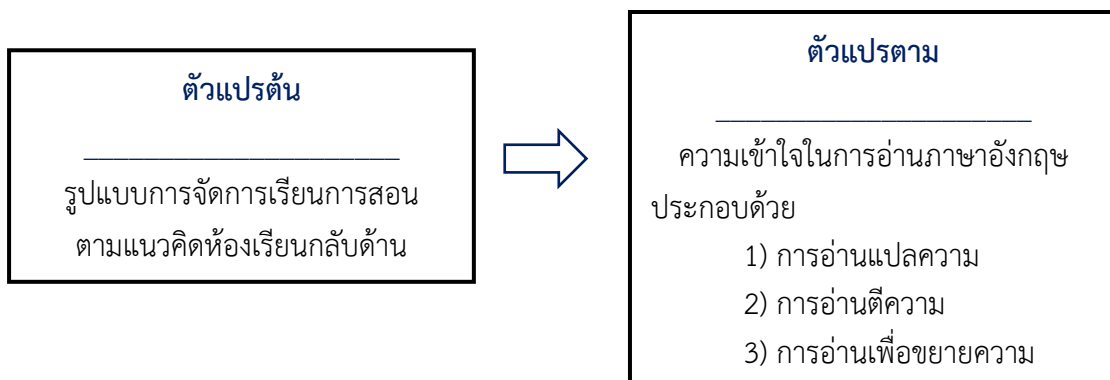 ตัวแปรต้น
_____________________
รูปแบบการจัดการเรียนการสอน
ตามแนวคิดห้องเรียนกลับด้าน
ตัวแปรตาม
_____________________
ความเข้าใจในการอ่านภาษาอังกฤษ
ประกอบด้วย
1) การอ่านแปลความ
2) การอ่านตีความ
3) การอ่านเพื่อขยายความ